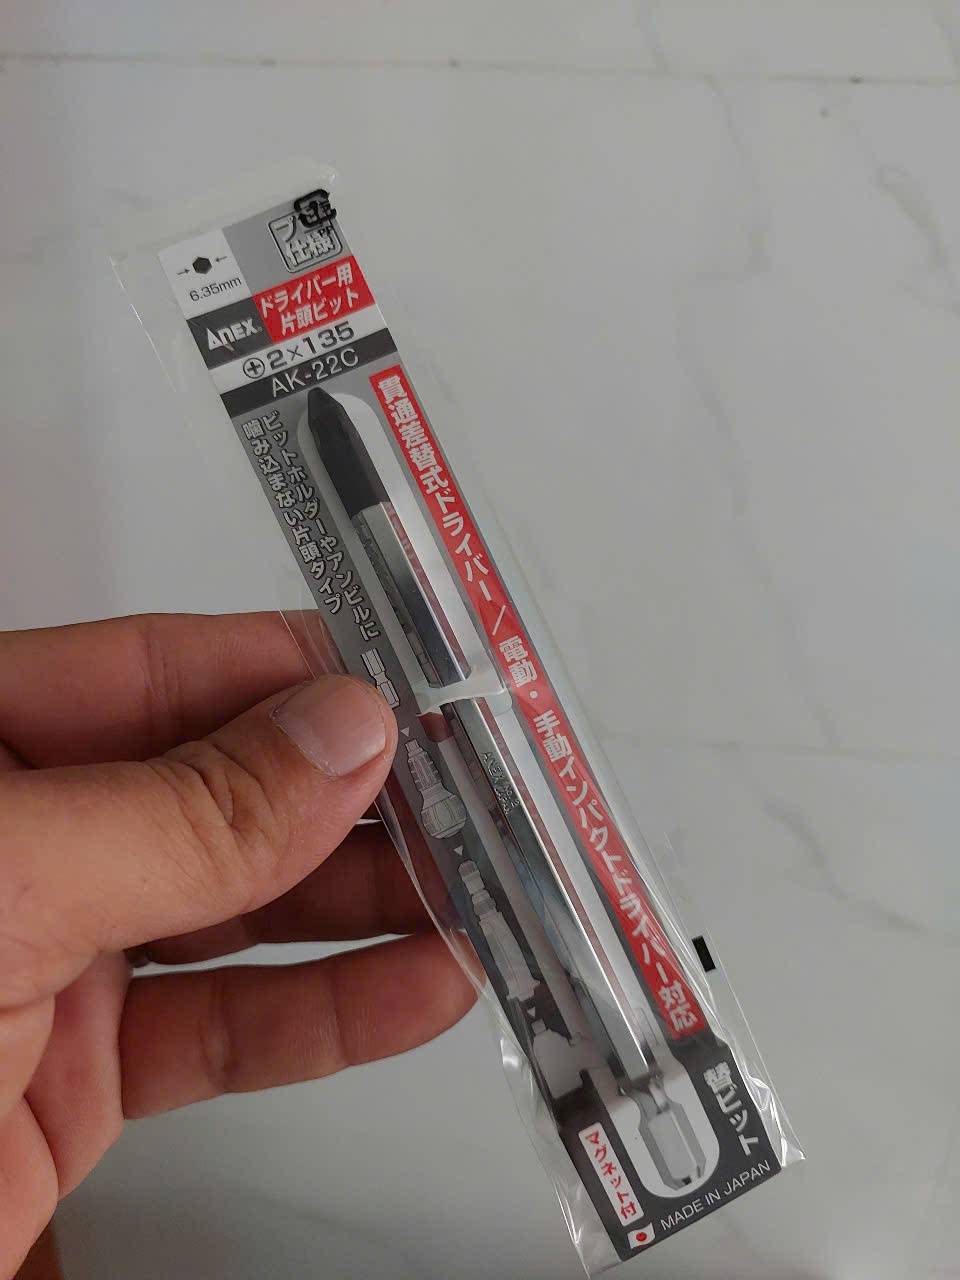 仕様
6.35mm
ANEX
ドライバー用
片頭ビット
2×135
AK-22C
貫通差替式ドライバー/電動・手動インパクトドライバー対応
ビットホルダーやアンビルに
噛み込まない片頭タイプ
ANEX JAPAN
替ビット
マグネット付
MADE IN JAPAN